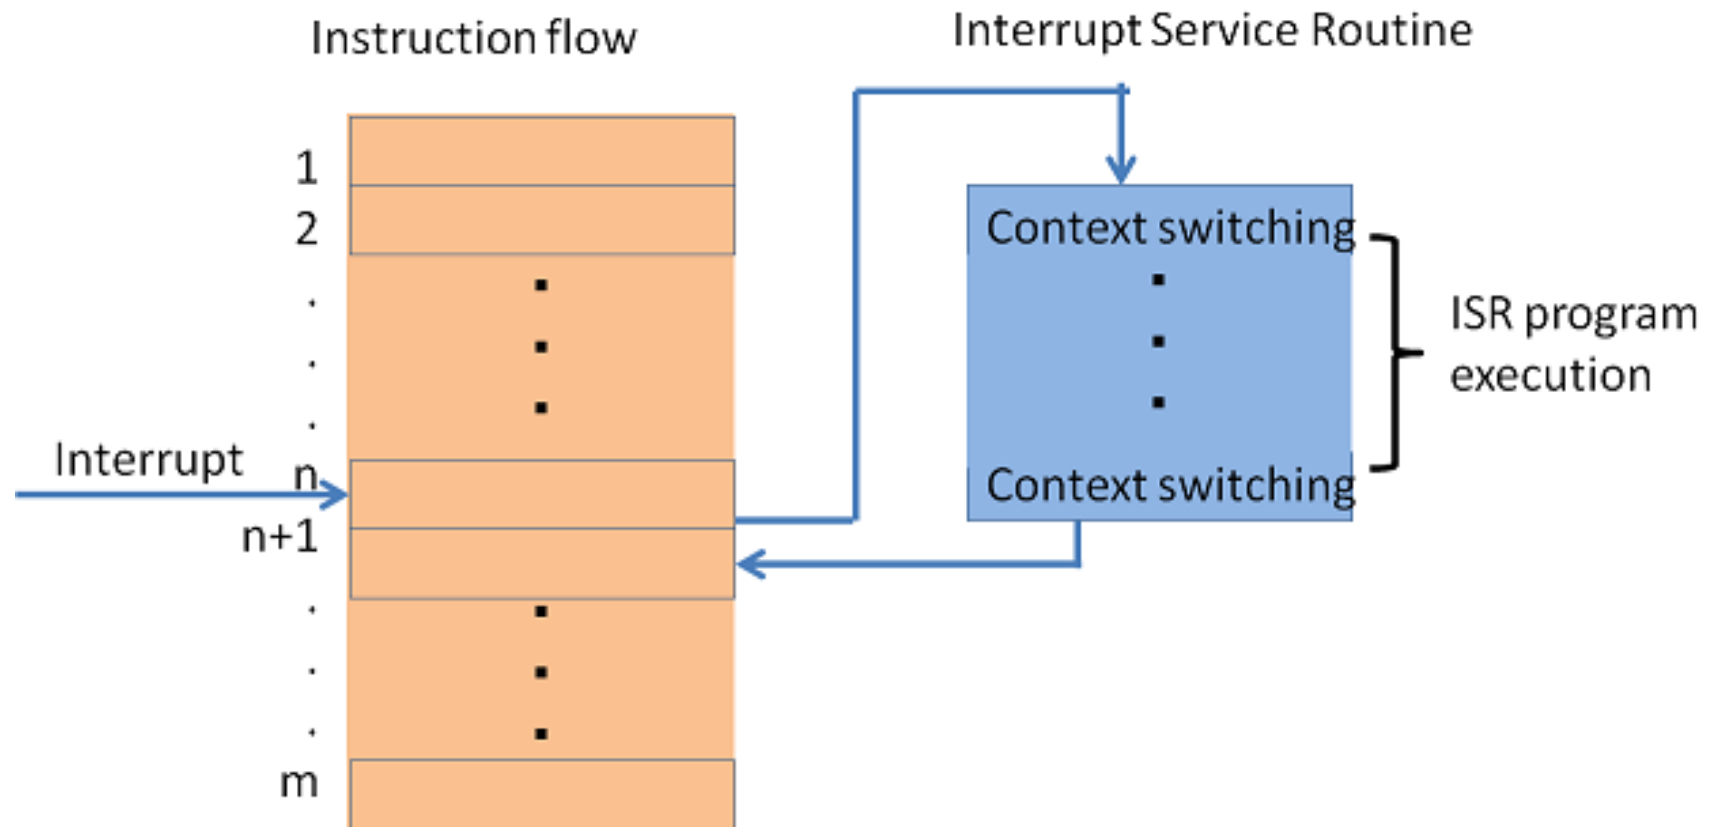 Instruction flow
Interrupt Service Routine
1
2
.
.
.
Interrupt
n
n+1
.
.
.
m
Context switching
.
.
.
Context switching
ISR program
execution